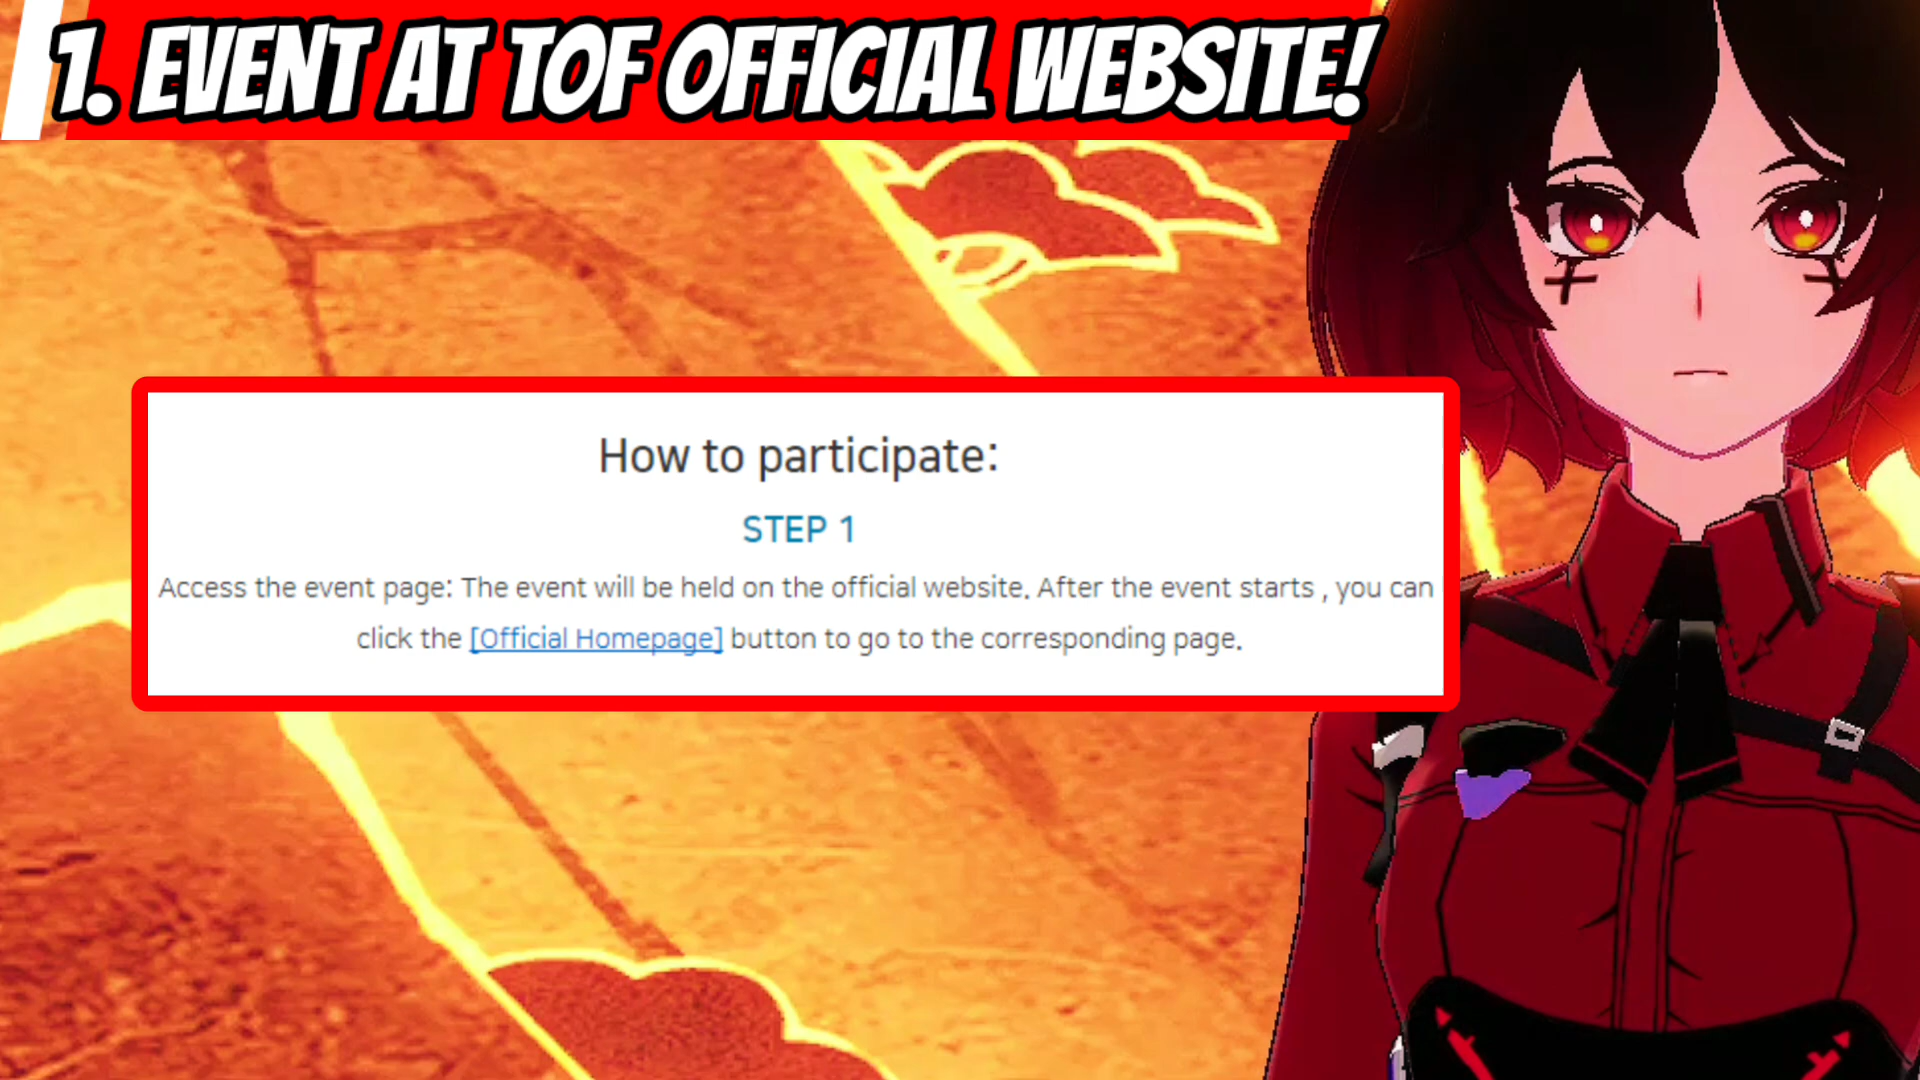 1. EVENT AT TOF OFFICIAL WEBSITE!
How to participate:
STEP 1
Access the event page: The event will be held on the official website. After the event starts , you can
click the [Official Homepage] button to go to the corresponding page.